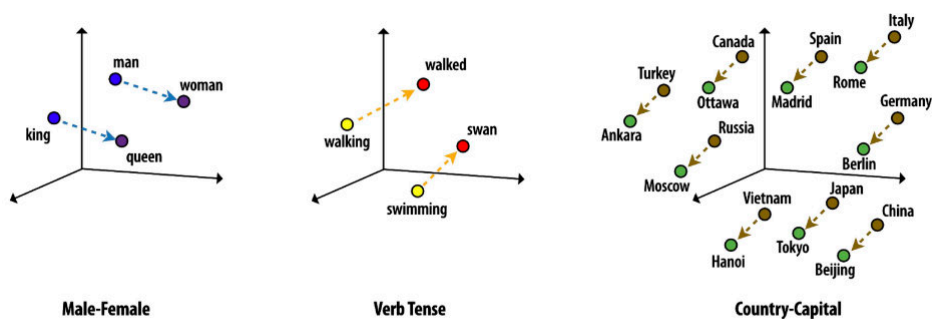 man
woman
king
queen
Male-Female
walked
walking
swan
swimming
Verb Tense
Italy
Spain
Canada
Rome
Turkey
Ottawa
Madrid
Germany
Ankara
Russia
Berlin
Moscow
Vietnam
Japan
China
Hanoi
Tokyo
Beijing
Country-Capital